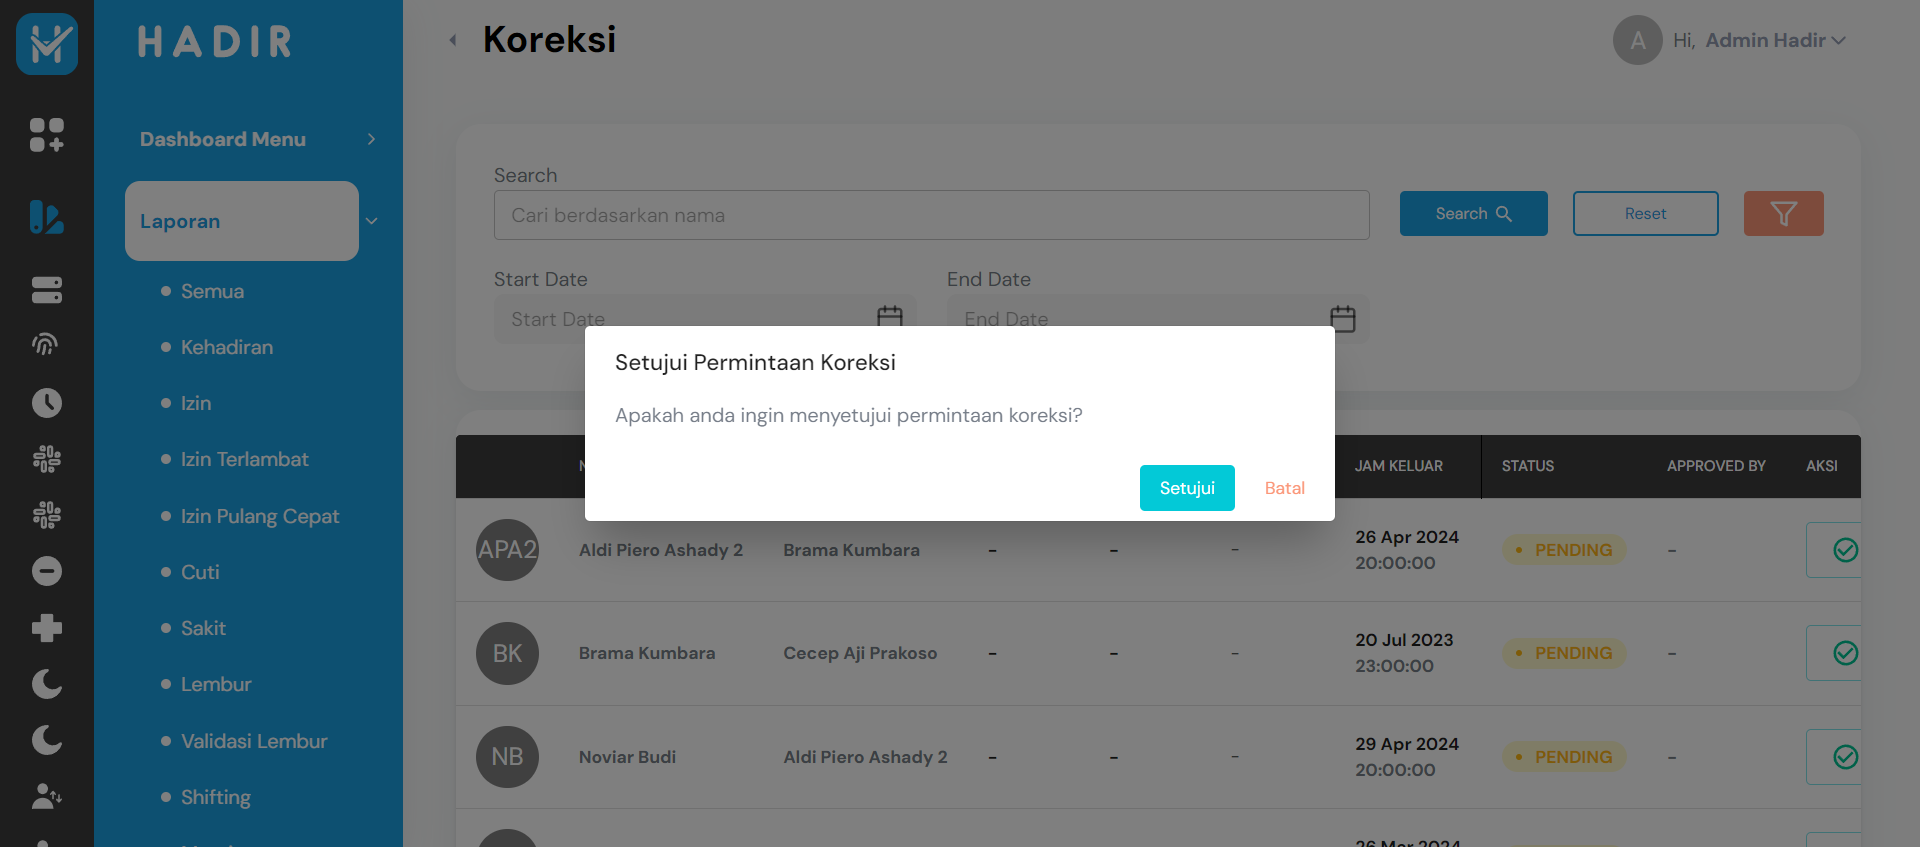 HADIR
Koreksi
A Hi, Admin Hadir
Dashboard Menu
Laporan
Semua
Kehadiran
Izin
Izin Terlambat
Izin Pulang Cepat
Cuti
Sakit
Lembur
Validasi Lembur
Shifting
Search
Cari berdasarkan nama
Search
Reset
Start Date
End Date
Start Date
End Date
Setujui Permintaan Koreksi
Apakah anda ingin menyetujui permintaan koreksi?
Setujui
Batal
JAM KELUAR STATUS APPROVED BY AKSI
APA2 Aldi Piero Ashady 2 Brama Kumbara - - - 26 Apr 2024 PENDING -
20:00:00
BK Brama Kumbara Cecep Aji Prakoso - - - 20 Jul 2023 PENDING -
23:00:00
NB Noviar Budi Aldi Piero Ashady 2 - - - 29 Apr 2024 PENDING -
20:00:00
26 Mar 2024